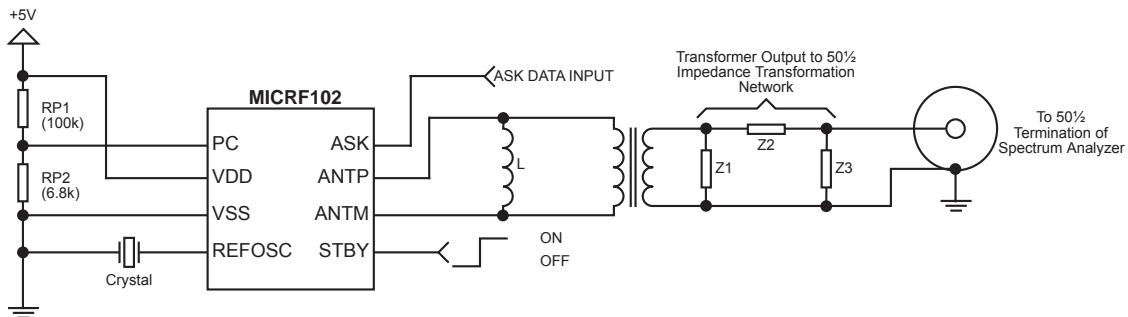 +5V
RP1
(100k)
RP2
(6.8k)
Crystal
MICRF102
PC
VDD
VSS
REFOSC
ASK
ANTP
ANTM
STBY
ASK DATA INPUT
L
ON
OFF
Transformer Output to 50½
Impedance Transformation
Network
Z1
Z2
Z3
To 50½
Termination of
Spectrum Analyzer